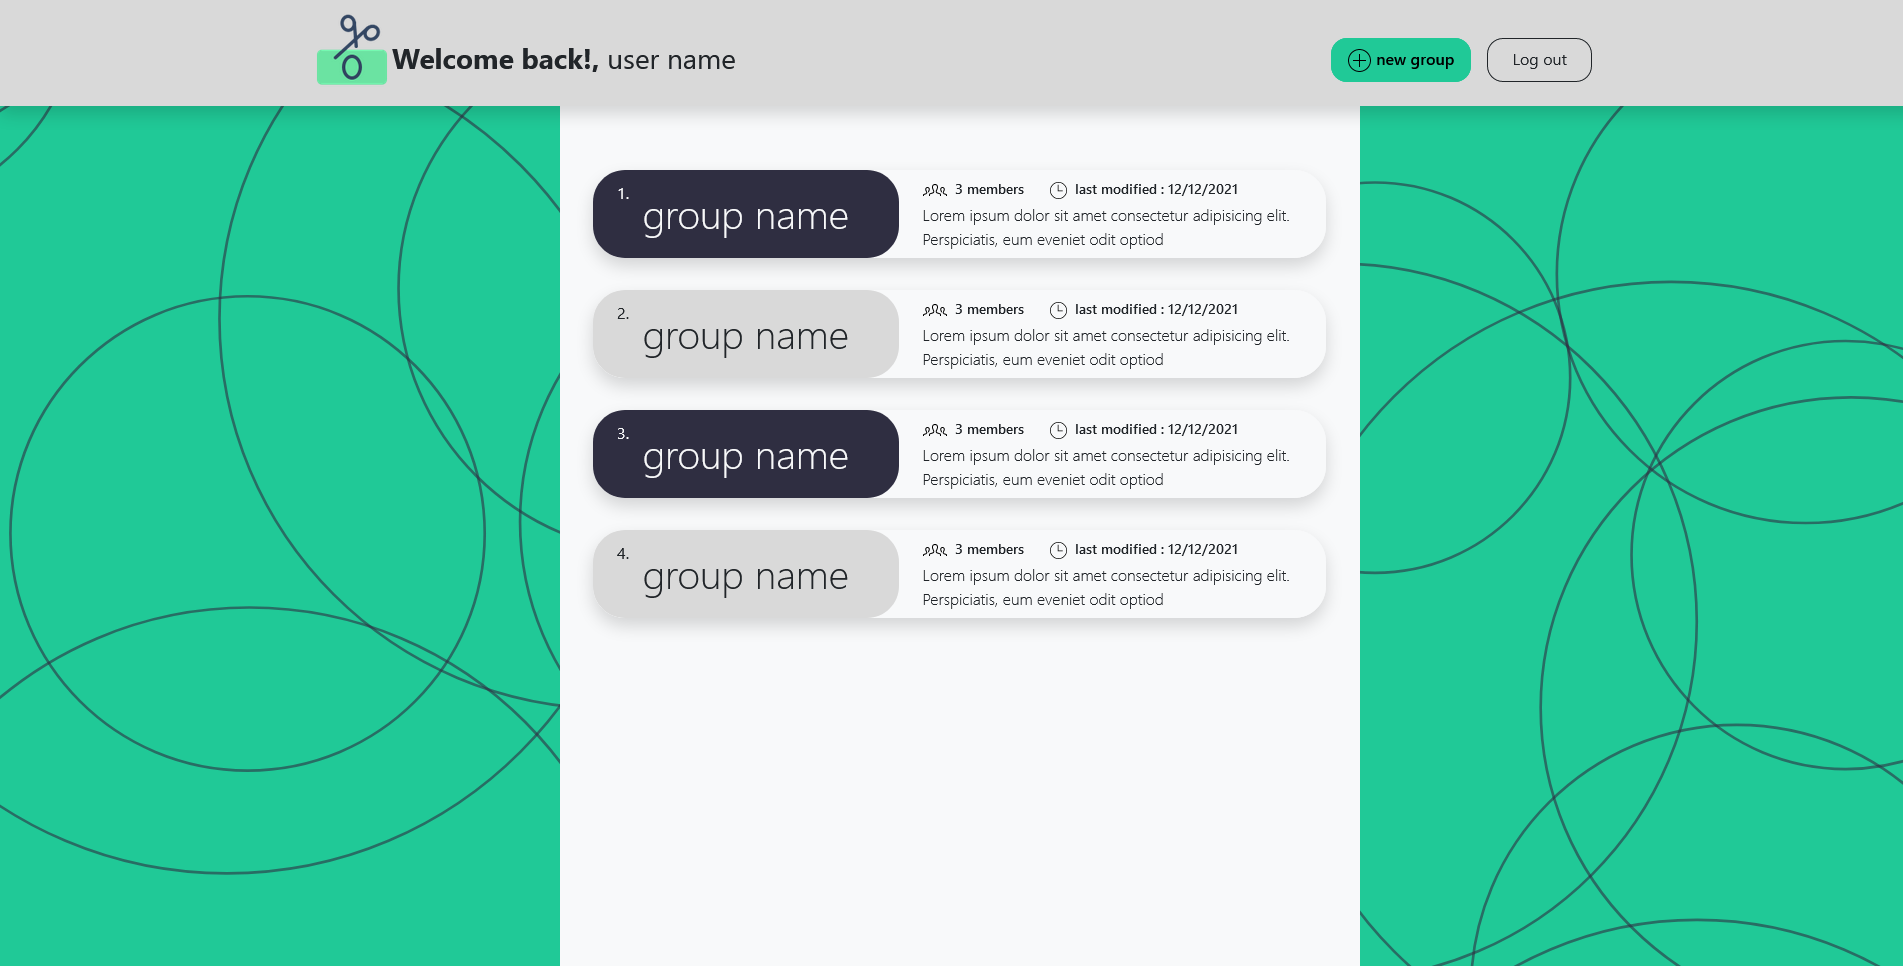 Welcome back!, user name
new group
Log out
1.
group name
3 members
last modified : 12/12/2021
Lorem ipsum dolor sit amet consectetur adipisicing elit.
Perspiciatis, eum eveniet odit optiod
2.
group name
3 members
last modified : 12/12/2021
Lorem ipsum dolor sit amet consectetur adipisicing elit.
Perspiciatis, eum eveniet odit optiod
3.
group name
3 members
last modified : 12/12/2021
Lorem ipsum dolor sit amet consectetur adipisicing elit.
Perspiciatis, eum eveniet odit optiod
4.
group name
3 members
last modified : 12/12/2021
Lorem ipsum dolor sit amet consectetur adipisicing elit.
Perspiciatis, eum eveniet odit optiod